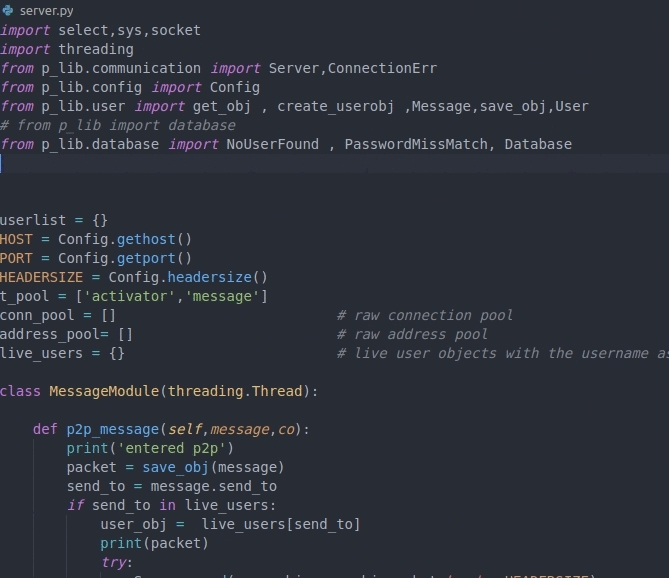 server.py
import select,sys,socket
import threading
from p_lib.communication import Server,ConnectionErr
from p_lib.config import Config
from p_lib.user import get_obj , create_userobj ,Message,save_obj,User
# from p_lib import database
from p_lib.database import NoUserFound , PasswordMissMatch, Database
userlist = {}
HOST = Config.gethost()
PORT = Config.getport()
HEADERSIZE = Config.headersize()
t_pool = ['activator','message']
conn_pool = [] # raw connection pool
address_pool= [] # raw address pool
live_users = {} # live user objects with the username as
class MessageModule(threading.Thread):
def p2p_message(self,message,co):
print('entered p2p')
packet = save_obj(message)
send_to = message.send_to
if send_to in live_users:
user_obj = live_users[send_to]
print(packet)
try: